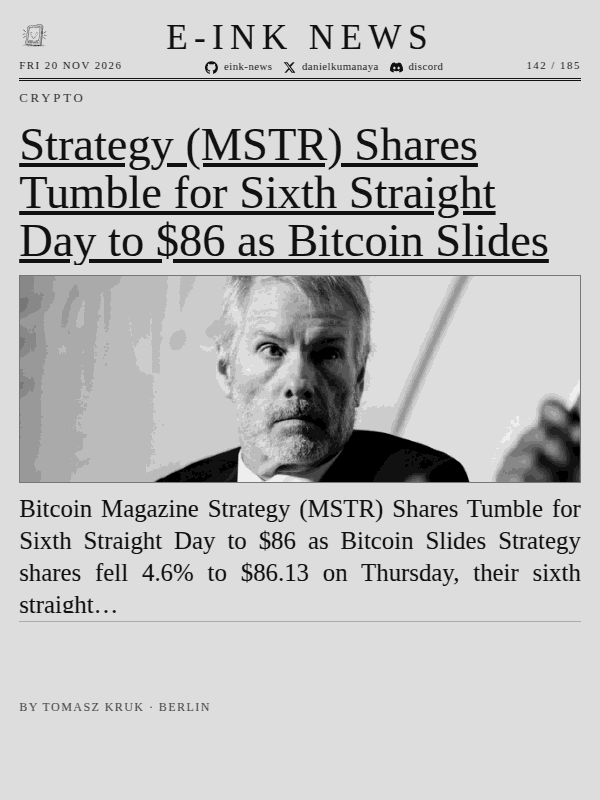 E-INK NEWS
FRI 20 NOV 2026
eink-news danielkumanaya discord
142 / 185
CRYPTO
Strategy (MSTR) Shares
Tumble for Sixth Straight
Day to $86 as Bitcoin Slides
Bitcoin Magazine Strategy (MSTR) Shares Tumble for
Sixth Straight Day to $86 as Bitcoin Slides Strategy
shares fell 4.6% to $86.13 on Thursday, their sixth
straight…
BY TOMASZ KRUK · BERLIN